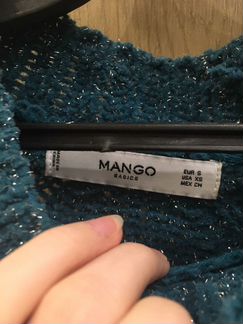 MANGO
BASICS
EUR S
USA XS
MEX CH